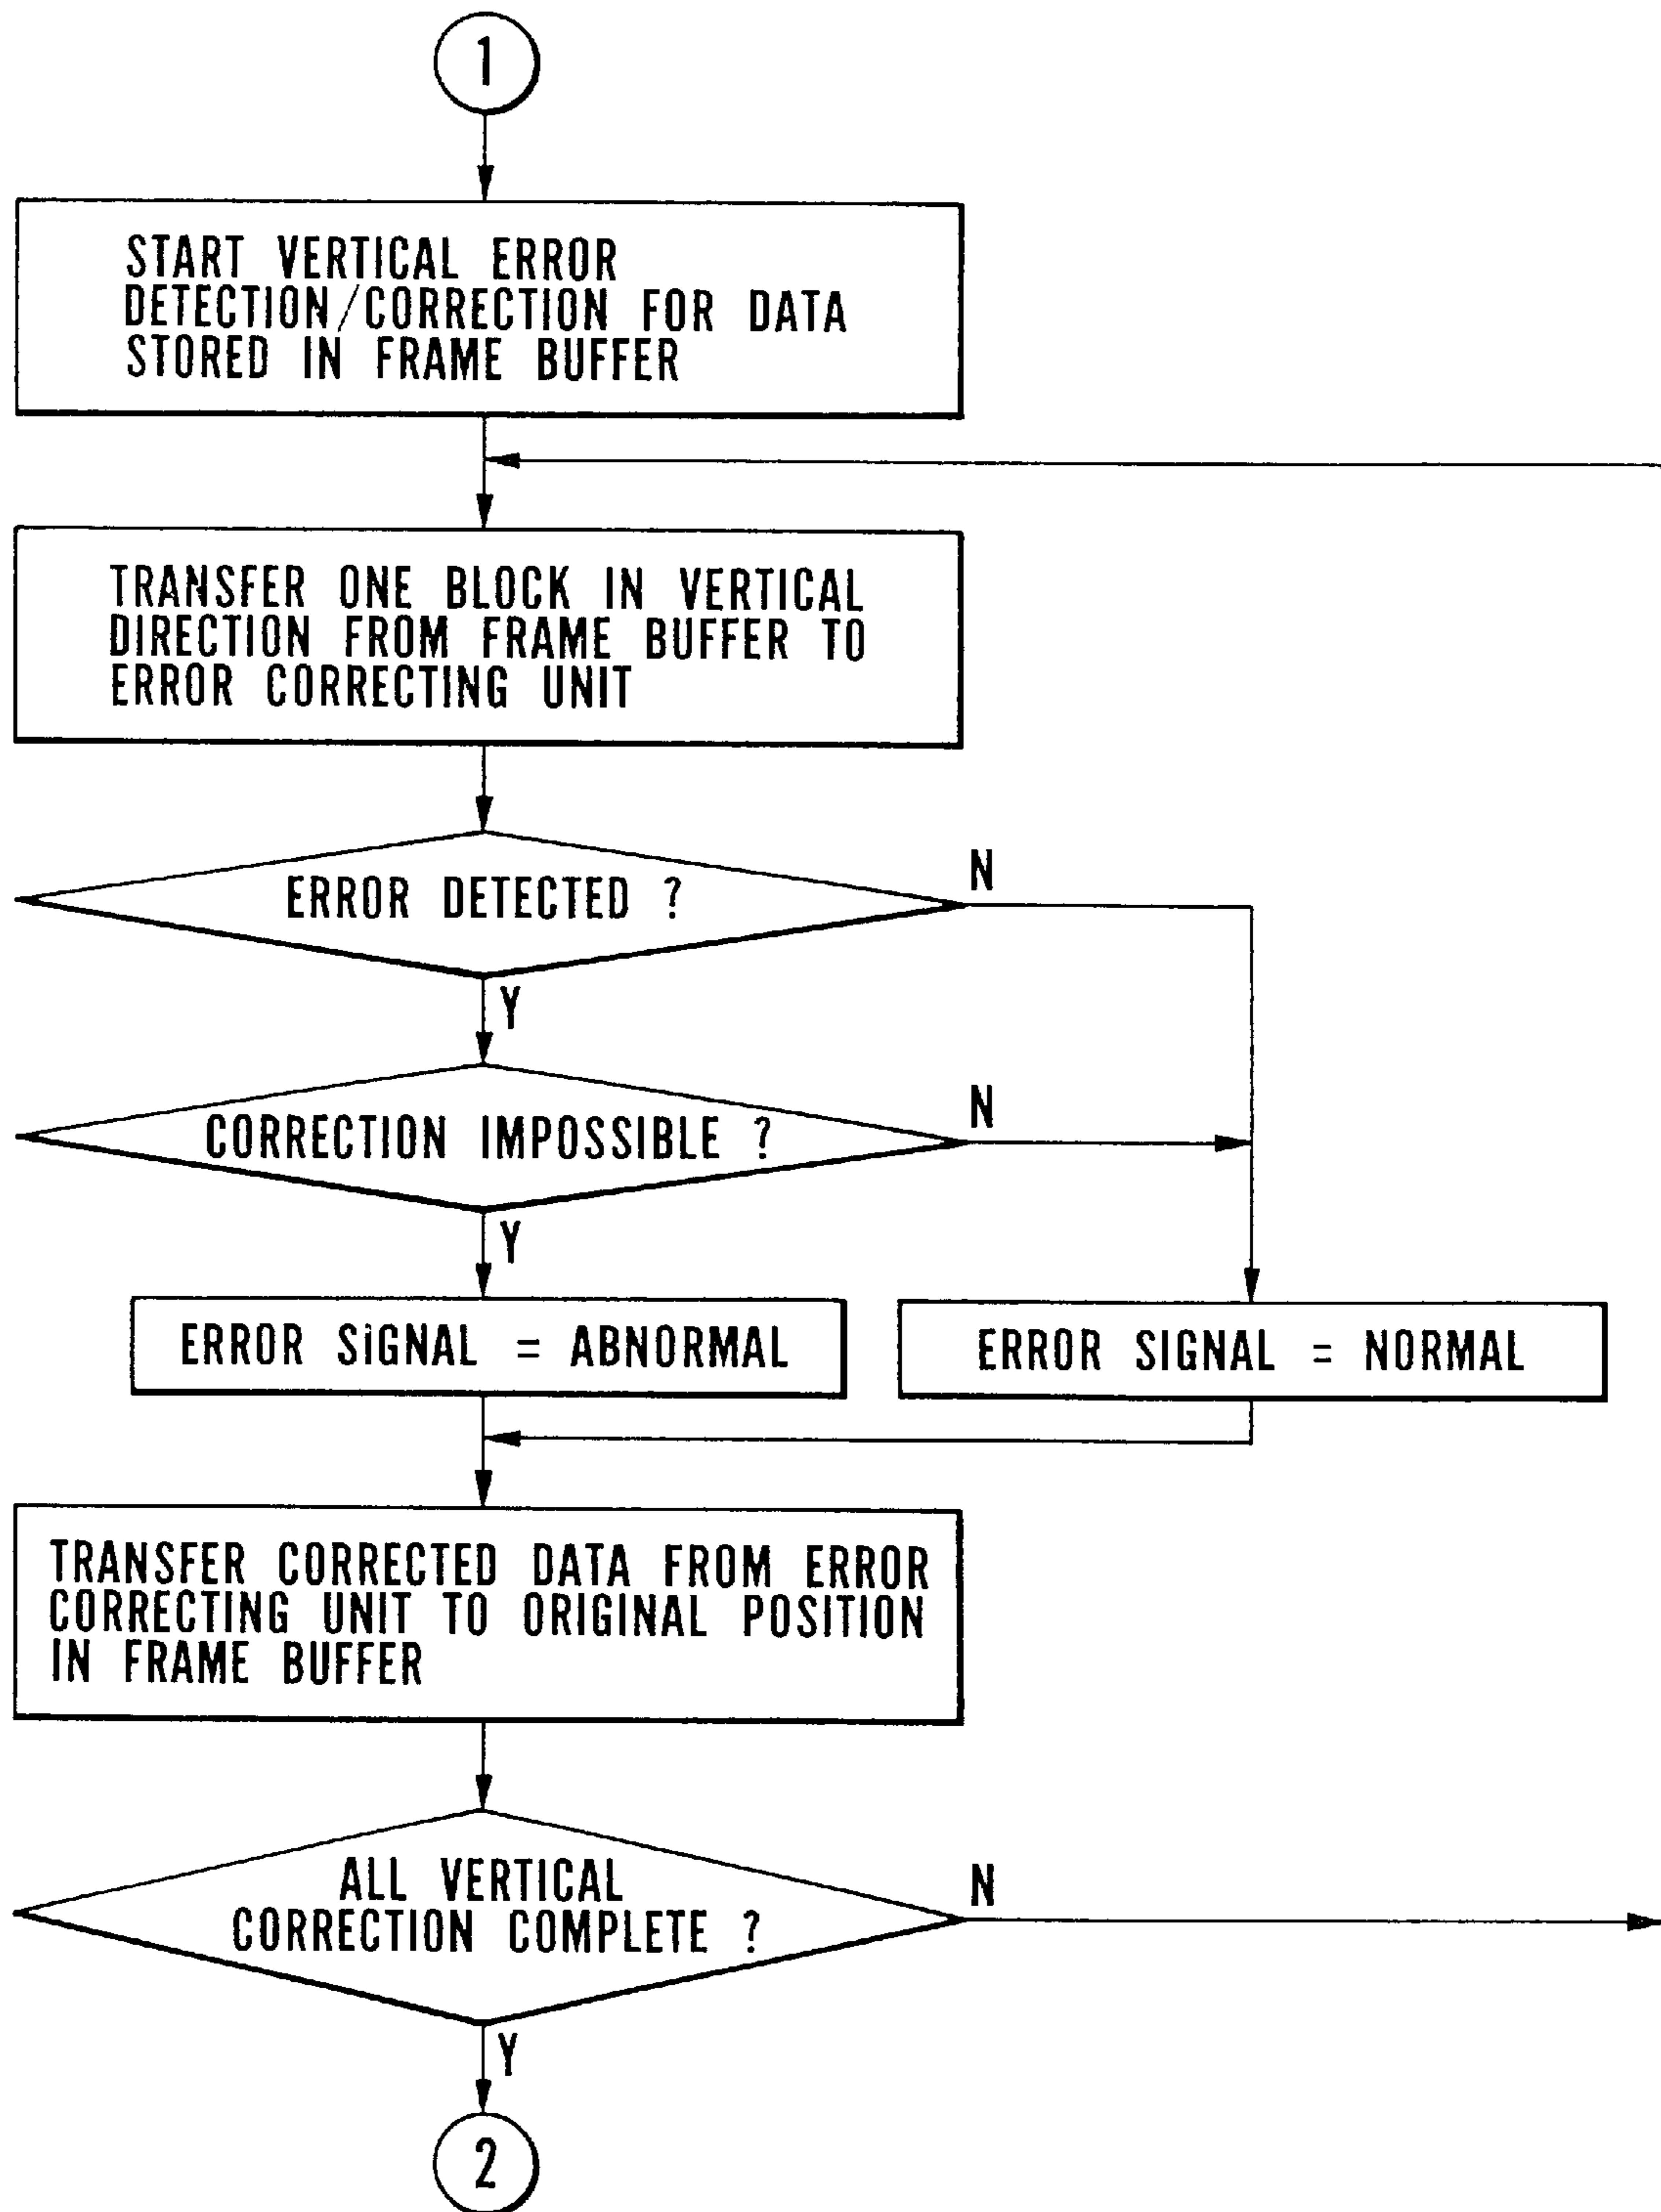 1
START VERTICAL ERROR
DETECTION/CORRECTION FOR DATA
STORED IN FRAME BUFFER
TRANSFER ONE BLOCK IN VERTICAL
DIRECTION FROM FRAME BUFFER TO
ERROR CORRECTING UNIT
ERROR DETECTED ?
N
Y
CORRECTION IMPOSSIBLE ?
N
Y
ERROR SIGNAL = ABNORMAL
ERROR SIGNAL = NORMAL
TRANSFER CORRECTED DATA FROM ERROR
CORRECTING UNIT TO ORIGINAL POSITION
IN FRAME BUFFER
ALL VERTICAL
CORRECTION COMPLETE ?
N
Y
2